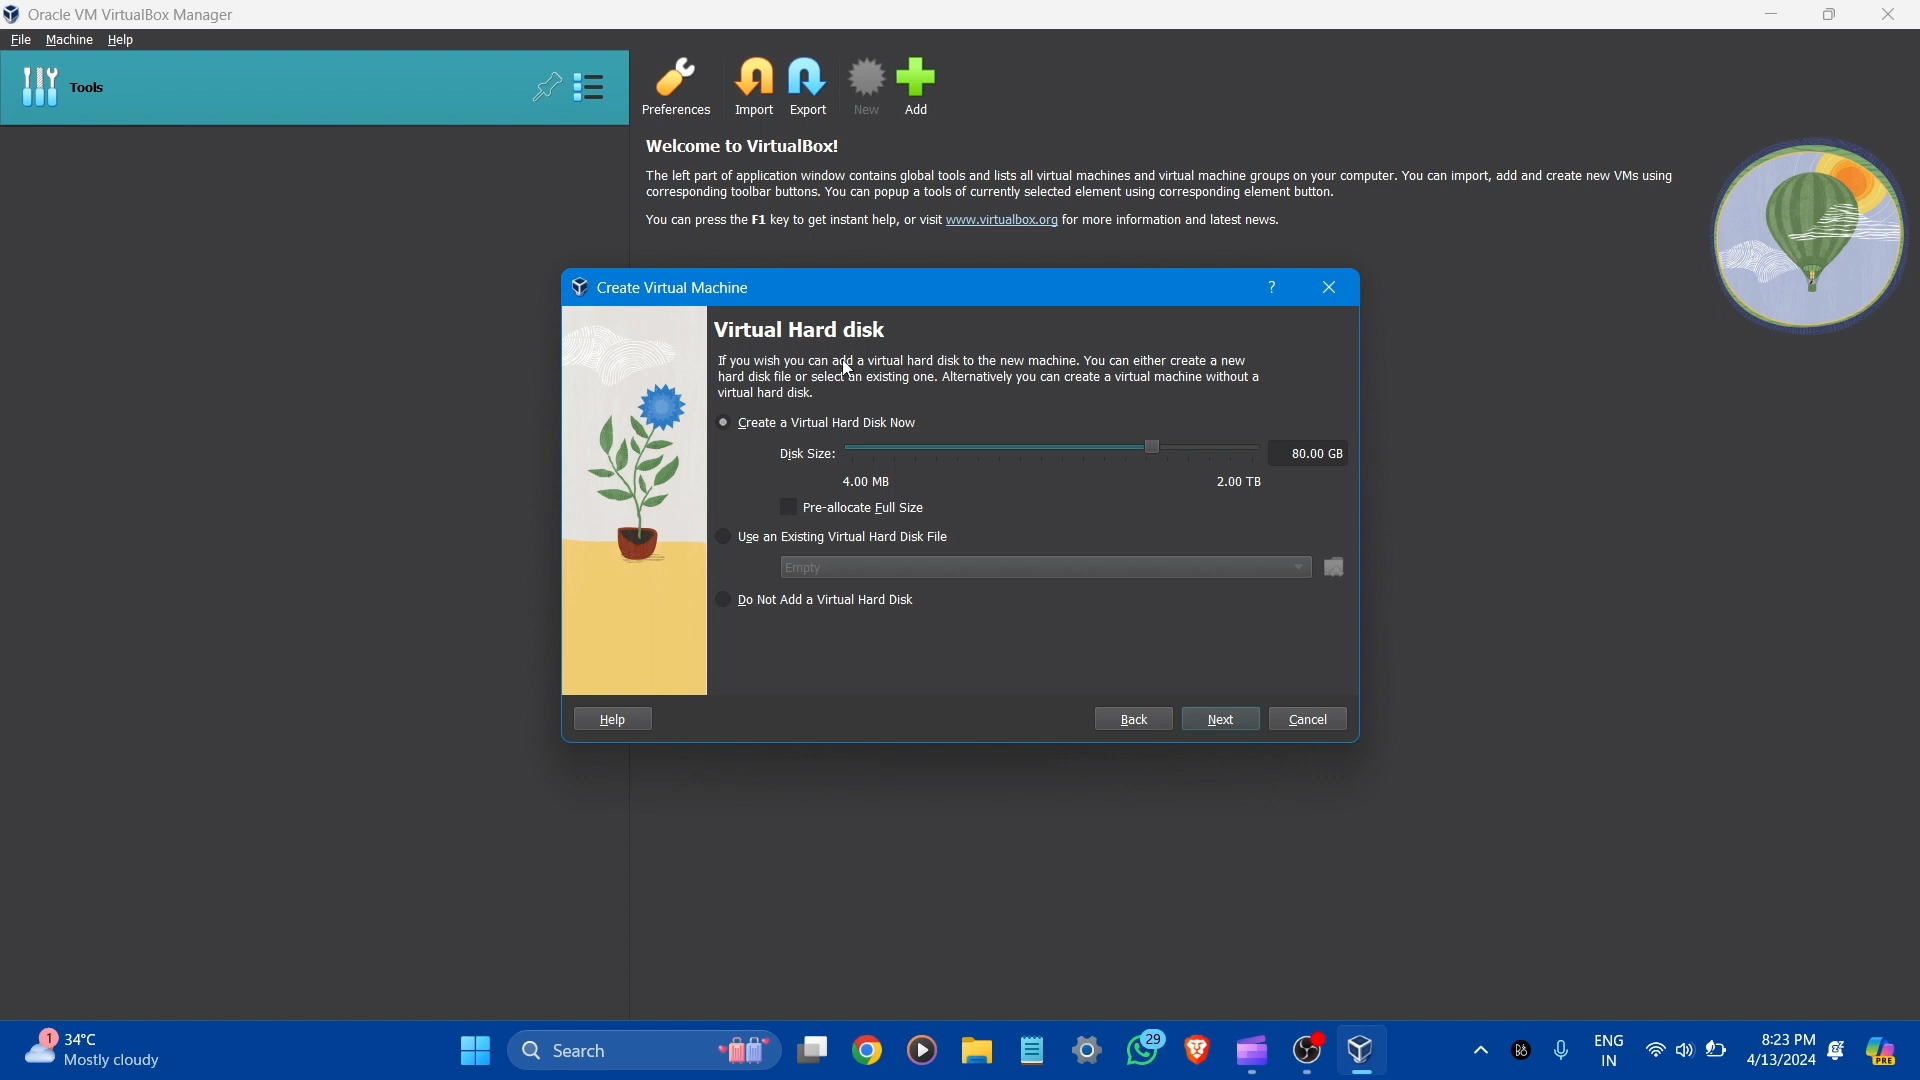 Oracle VM VirtualBox Manager
File Machine Help
Tools
Preferences Import Export New Add
Welcome to VirtualBox!
The left part of application window contains global tools and lists all virtual machines and virtual machine groups on your computer. You can import, add and create new VMs using
corresponding toolbar buttons. You can popup a tools of currently selected element using corresponding element button.
You can press the F1 key to get instant help, or visit www.virtualbox.org for more information and latest news.
Create Virtual Machine ?
Virtual Hard disk
If you wish you can add a virtual hard disk to the new machine. You can either create a new
hard disk file or select an existing one. Alternatively you can create a virtual machine without a
virtual hard disk.
Create a Virtual Hard Disk Now
Disk Size: 80.00 GB
4.00 MB 2.00 TB
Pre-allocate Full Size
Use an Existing Virtual Hard Disk File
Empty
Do Not Add a Virtual Hard Disk
Help Back Next Cancel
1 34°C
Mostly cloudy
Search
29
ENG
IN
8:23 PM
4/13/2024
PRE